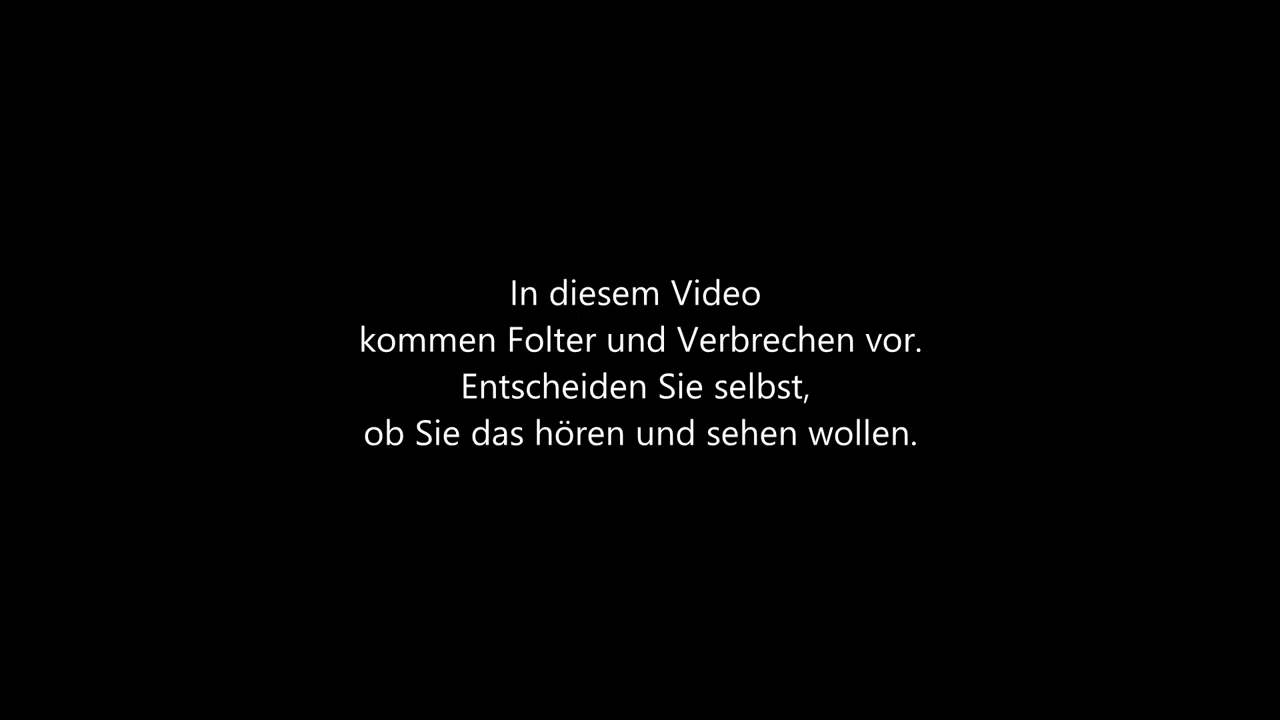 In diesem Video
kommen Folter und Verbrechen vor.
Entscheiden Sie selbst,
ob Sie das hören und sehen wollen.